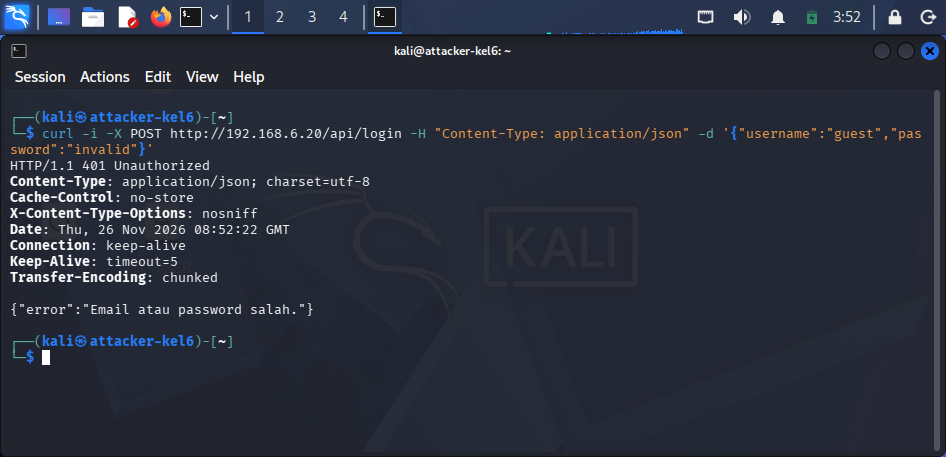 1 2 3 4 3:52
kali@attacker-kel6: ~
Session Actions Edit View Help
┌──(kali㉿attacker-kel6)-[~]
└─$ curl -i -X POST http://192.168.6.20/api/login -H "Content-Type: application/json" -d '{"username":"guest","pas
sword":"invalid"}'
HTTP/1.1 401 Unauthorized
Content-Type: application/json; charset=utf-8
Cache-Control: no-store
X-Content-Type-Options: nosniff
Date: Thu, 26 Nov 2026 08:52:22 GMT
Connection: keep-alive
Keep-Alive: timeout=5
Transfer-Encoding: chunked
KALI
{"error":"Email atau password salah."}
┌──(kali㉿attacker-kel6)-[~]
└─$